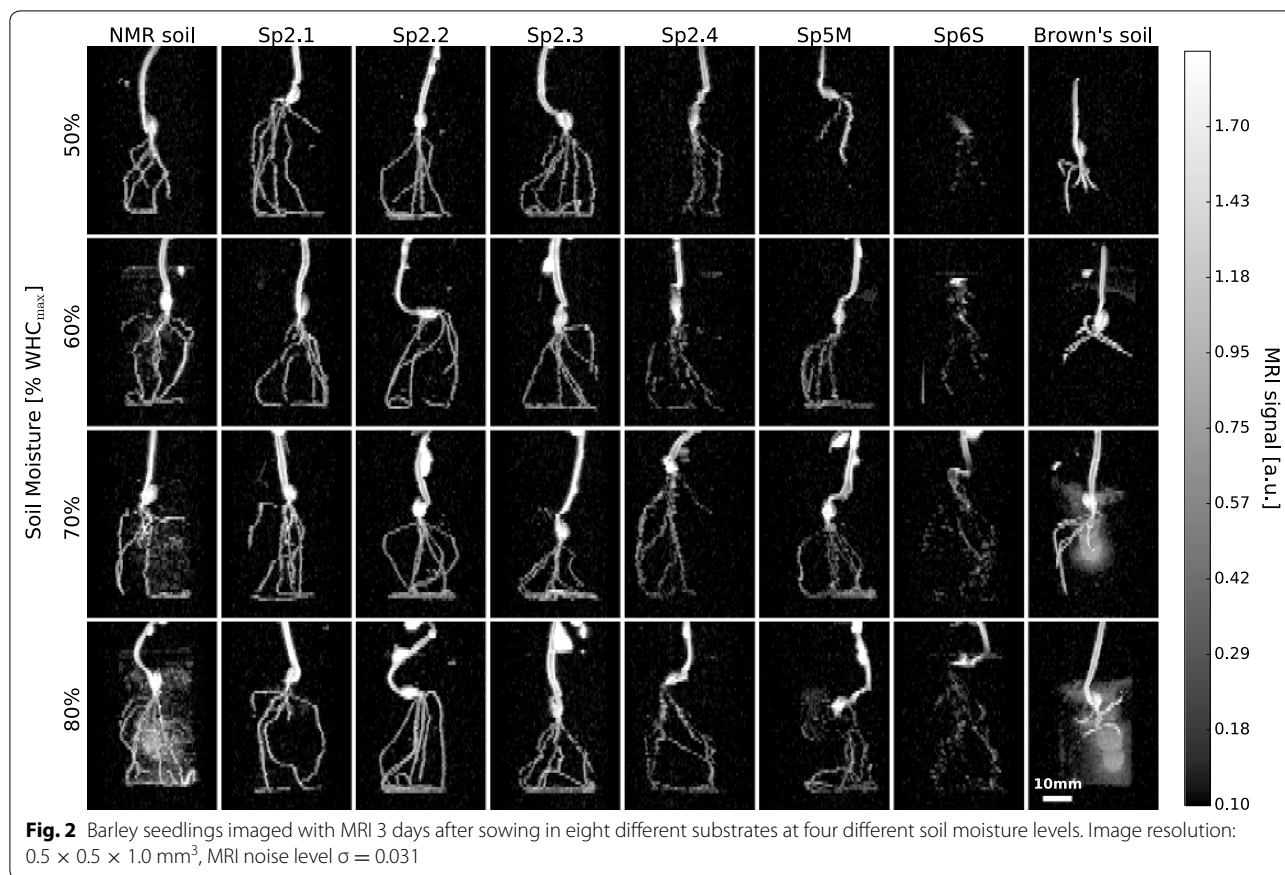 NMR soil Sp2.1 Sp2.2 Sp2.3 Sp2.4 Sp5M Sp6S Brown's soil
50%
60%
70%
80%
Soil Moisture [% WHCmax]
10mm
1.70
1.43
1.18
0.95
0.75
0.57
0.42
0.29
0.18
0.10
MRI signal [a.u.]
Fig. 2 Barley seedlings imaged with MRI 3 days after sowing in eight different substrates at four different soil moisture levels. Image resolution:
0.5 × 0.5 × 1.0 mm³, MRI noise level σ = 0.031